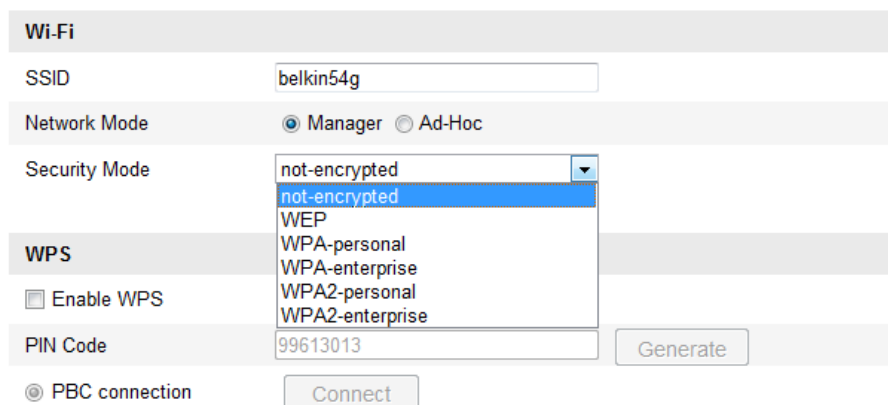 Wi-Fi
SSID belkin54g
Network Mode Manager Ad-Hoc
Security Mode not-encrypted
not-encrypted
WEP
WPA-personal
WPA-enterprise
WPA2-personal
WPA2-enterprise
WPS
Enable WPS
PIN Code 99613013 Generate
PBC connection Connect